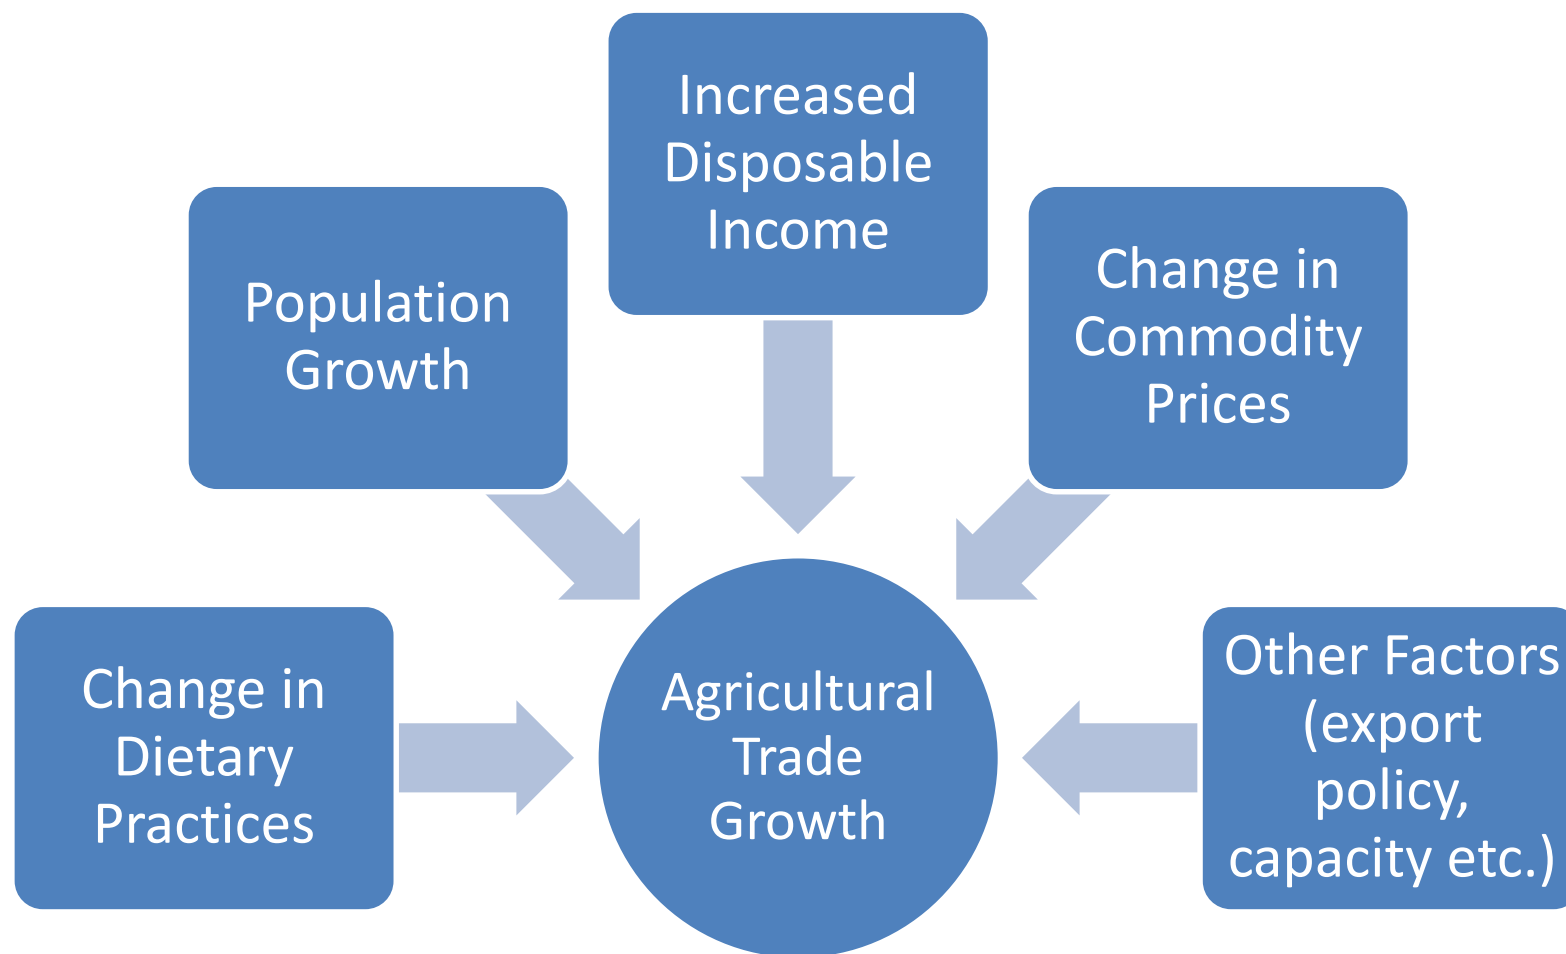 Increased
Disposable
Income
Population
Growth
Change in
Commodity
Prices
Change in
Dietary
Practices
Agricultural
Trade
Growth
Other Factors
(export
policy,
capacity etc.)